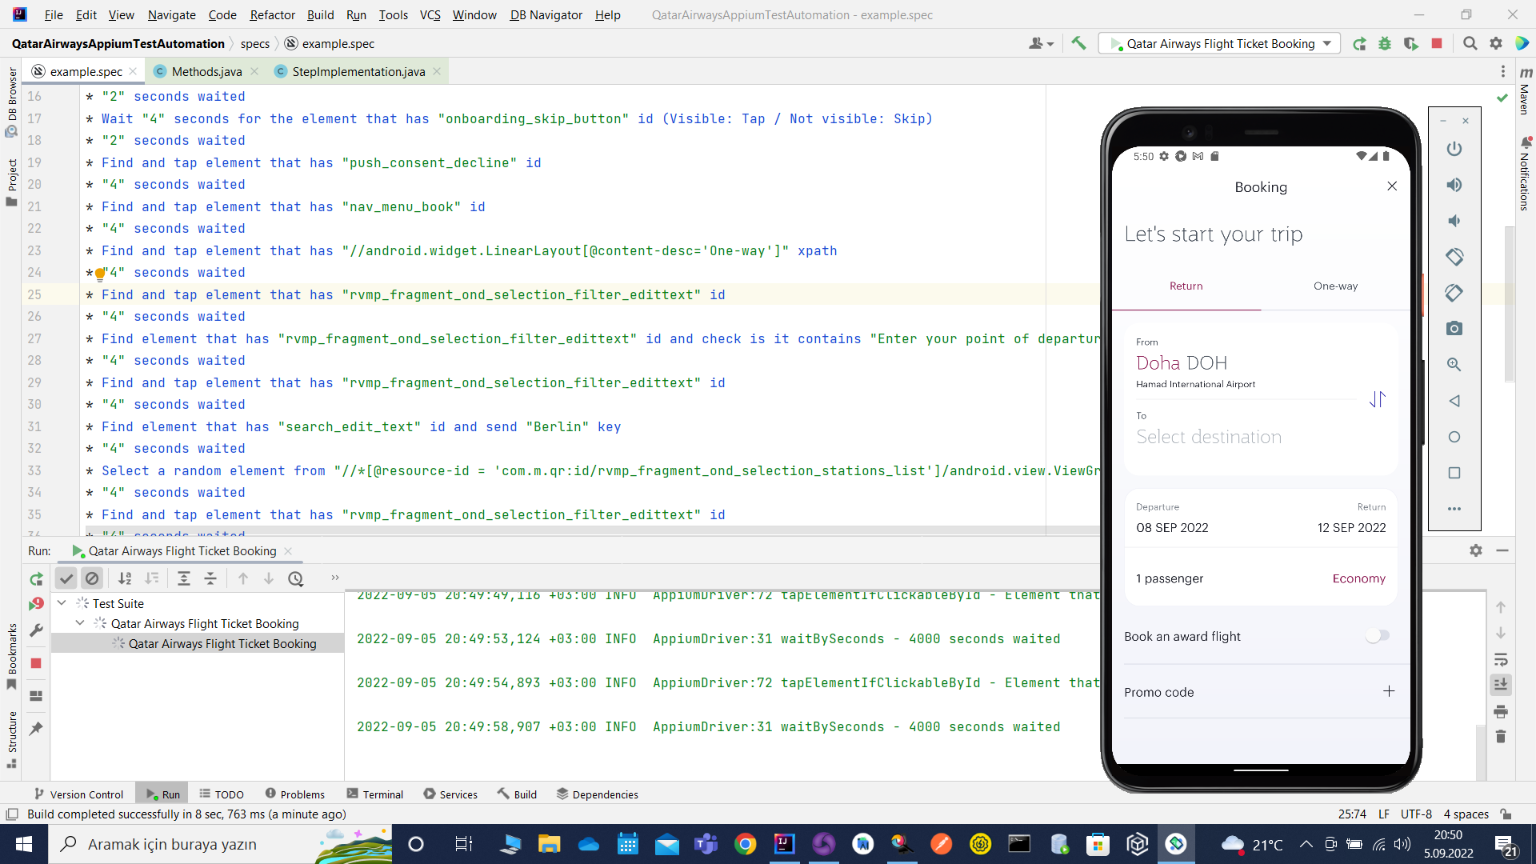 File Edit View Navigate Code Refactor Build Run Tools VCS Window DB Navigator Help QatarAirwaysAppiumTestAutomation - example.spec
QatarAirwaysAppiumTestAutomation specs example.spec
Qatar Airways Flight Ticket Booking
example.spec Methods.java StepImplementation.java
DB Browser
Project
Bookmarks
Structure
Maven
Notifications
16 * "2" seconds waited
17 * Wait "4" seconds for the element that has "onboarding_skip_button" id (Visible: Tap / Not visible: Skip)
18 * "2" seconds waited
19 * Find and tap element that has "push_consent_decline" id
20 * "4" seconds waited
21 * Find and tap element that has "nav_menu_book" id
22 * "4" seconds waited
23 * Find and tap element that has "//android.widget.LinearLayout[@content-desc='One-way']" xpath
24 * "4" seconds waited
25 * Find and tap element that has "rvmp_fragment_ond_selection_filter_edittext" id
26 * "4" seconds waited
27 * Find element that has "rvmp_fragment_ond_selection_filter_edittext" id and check is it contains "Enter your point of departur
28 * "4" seconds waited
29 * Find and tap element that has "rvmp_fragment_ond_selection_filter_edittext" id
30 * "4" seconds waited
31 * Find element that has "search_edit_text" id and send "Berlin" key
32 * "4" seconds waited
33 * Select a random element from "//*[@resource-id = 'com.m.qr:id/rvmp_fragment_ond_selection_stations_list']/android.view.ViewGr
34 * "4" seconds waited
35 * Find and tap element that has "rvmp_fragment_ond_selection_filter_edittext" id
36 * "4" seconds waited
5:50
Booking
Let's start your trip
Return One-way
From
Doha DOH
Hamad International Airport
To
Select destination
Departure Return
08 SEP 2022 12 SEP 2022
1 passenger Economy
Book an award flight
Promo code
Run: Qatar Airways Flight Ticket Booking
Test Suite
Qatar Airways Flight Ticket Booking
Qatar Airways Flight Ticket Booking
2022-09-05 20:49:49,116 +03:00 INFO AppiumDriver:72 tapElementIfClickableById - Element that
2022-09-05 20:49:53,124 +03:00 INFO AppiumDriver:31 waitBySeconds - 4000 seconds waited
2022-09-05 20:49:54,893 +03:00 INFO AppiumDriver:72 tapElementIfClickableById - Element that
2022-09-05 20:49:58,907 +03:00 INFO AppiumDriver:31 waitBySeconds - 4000 seconds waited
Version Control Run TODO Problems Terminal Services Build Dependencies
Build completed successfully in 8 sec, 763 ms (a minute ago) 25:74 LF UTF-8 4 spaces
Aramak için buraya yazın
21°C
20:50
5.09.2022
21